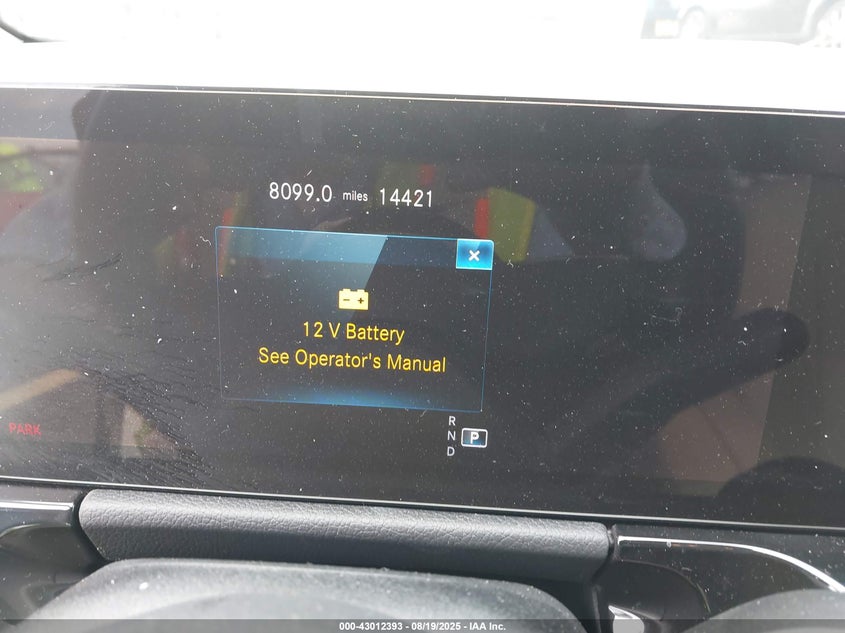 8099.0 miles 14421
×
12 V Battery
See Operator's Manual
R
N P
D
PARK
000-43012393 - 08/19/2025 - IAA Inc.